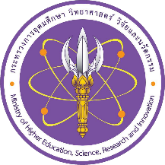 กระทรวงการอุดมศึกษา วิทยาศาสตร์ วิจัยและนวัตกรรม
Ministry of Higher Education, Science, Research and Innovation